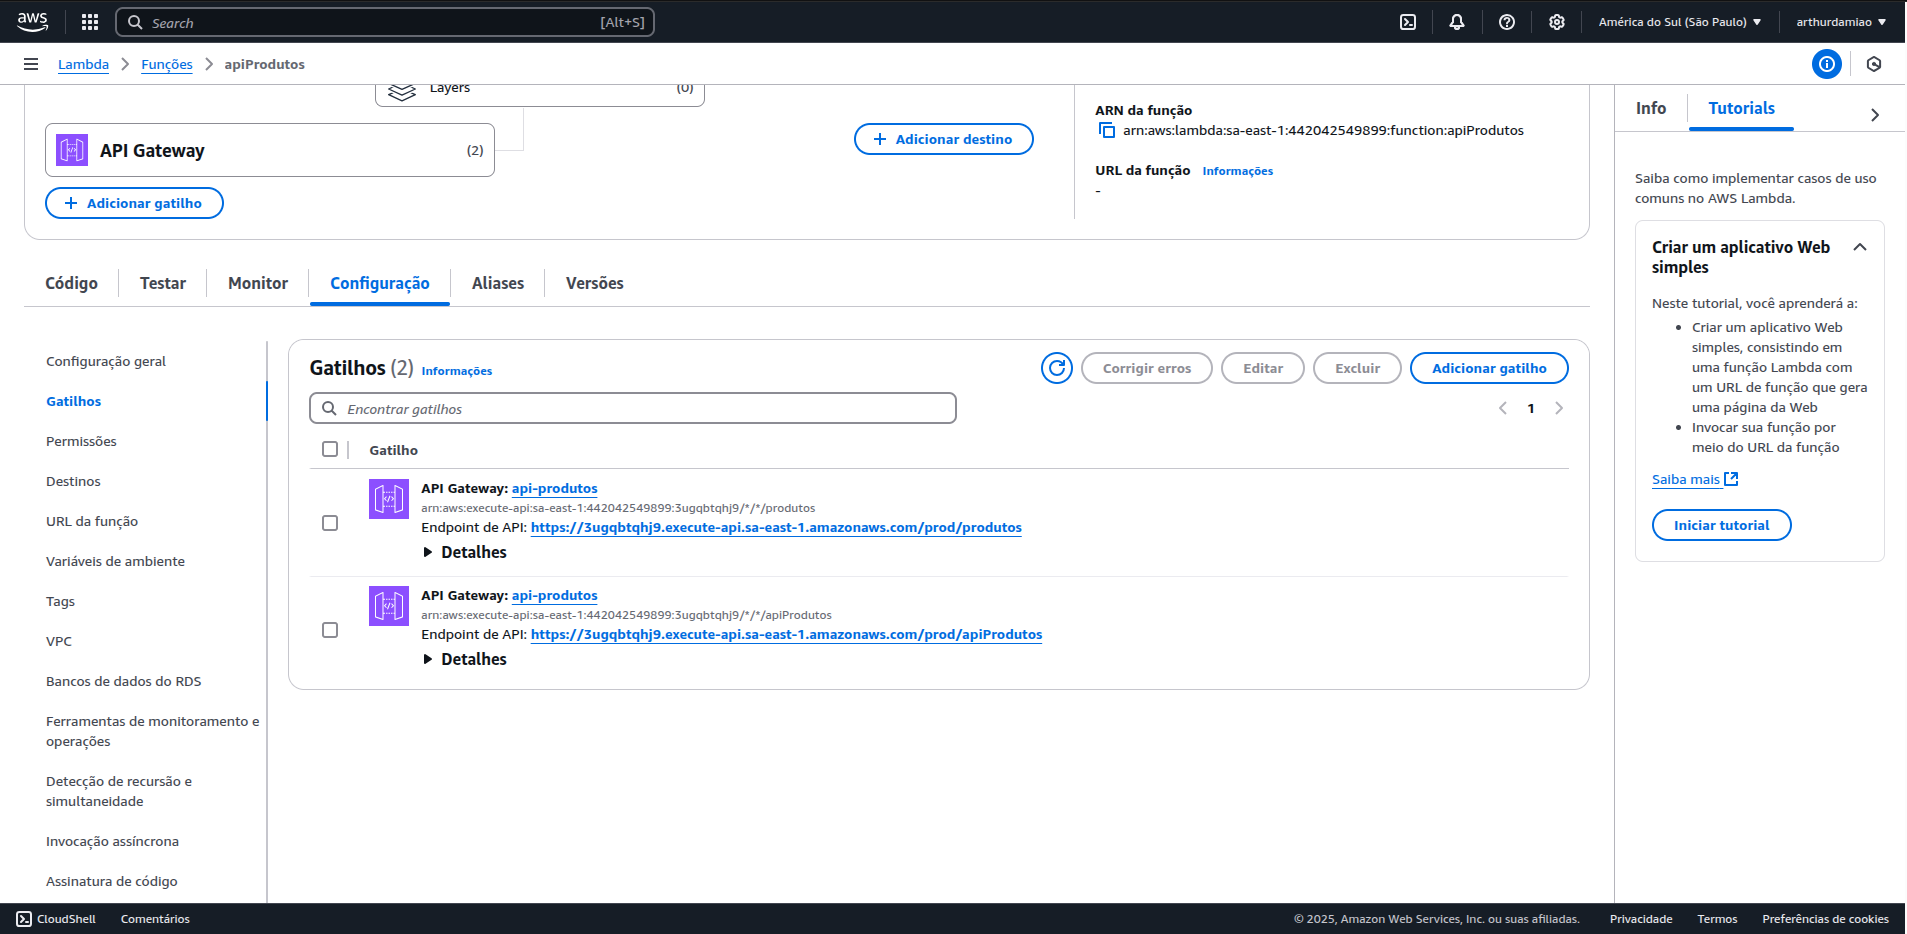 aws
Search [Alt+S]
América do Sul (São Paulo)
arthurdamiao
Lambda
Funções
apiProdutos
Layers (0)
API Gateway (2)
Adicionar gatilho
Adicionar destino
ARN da função
arn:aws:lambda:sa-east-1:442042549899:function:apiProdutos
URL da função Informações
-
Código
Testar
Monitor
Configuração
Aliases
Versões
Configuração geral
Gatilhos
Permissões
Destinos
URL da função
Variáveis de ambiente
Tags
VPC
Bancos de dados do RDS
Ferramentas de monitoramento e
operações
Detecção de recursão e
simultaneidade
Invocação assíncrona
Assinatura de código
Gatilhos (2) Informações
Corrigir erros
Editar
Excluir
Adicionar gatilho
Encontrar gatilhos
1
Gatilho
API Gateway: api-produtos
arn:aws:execute-api:sa-east-1:442042549899:3ugqbtqhj9/*/*/produtos
Endpoint de API: https://3ugqbtqhj9.execute-api.sa-east-1.amazonaws.com/prod/produtos
Detalhes
API Gateway: api-produtos
arn:aws:execute-api:sa-east-1:442042549899:3ugqbtqhj9/*/*/apiProdutos
Endpoint de API: https://3ugqbtqhj9.execute-api.sa-east-1.amazonaws.com/prod/apiProdutos
Detalhes
Info
Tutorials
Saiba como implementar casos de uso
comuns no AWS Lambda.
Criar um aplicativo Web
simples
Neste tutorial, você aprenderá a:
• Criar um aplicativo Web
simples, consistindo em
uma função Lambda com
um URL de função que gera
uma página da Web
• Invocar sua função por
meio do URL da função
Saiba mais
Iniciar tutorial
CloudShell
Comentários
© 2025, Amazon Web Services, Inc. ou suas afiliadas.
Privacidade
Termos
Preferências de cookies